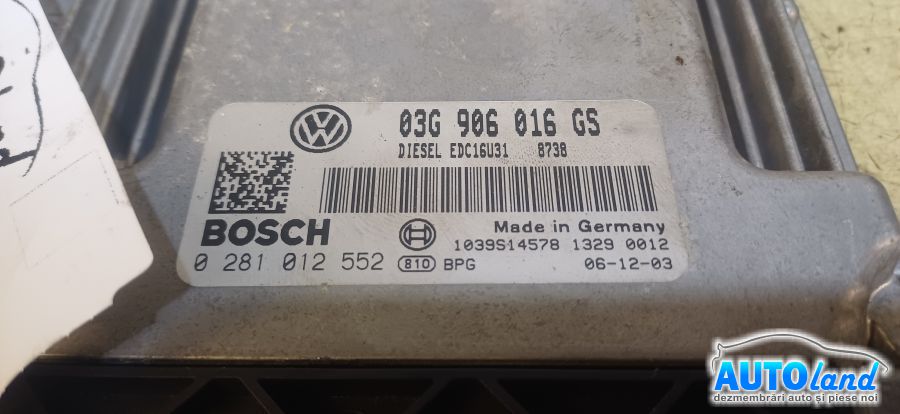 03G 906 016 GS
DIESEL EDC16U31 8738
BOSCH
Made in Germany
1039S14578 1329 0012
0 281 012 552 810 BPG 06-12-03
AUTOland
dezmembrări auto și piese noi